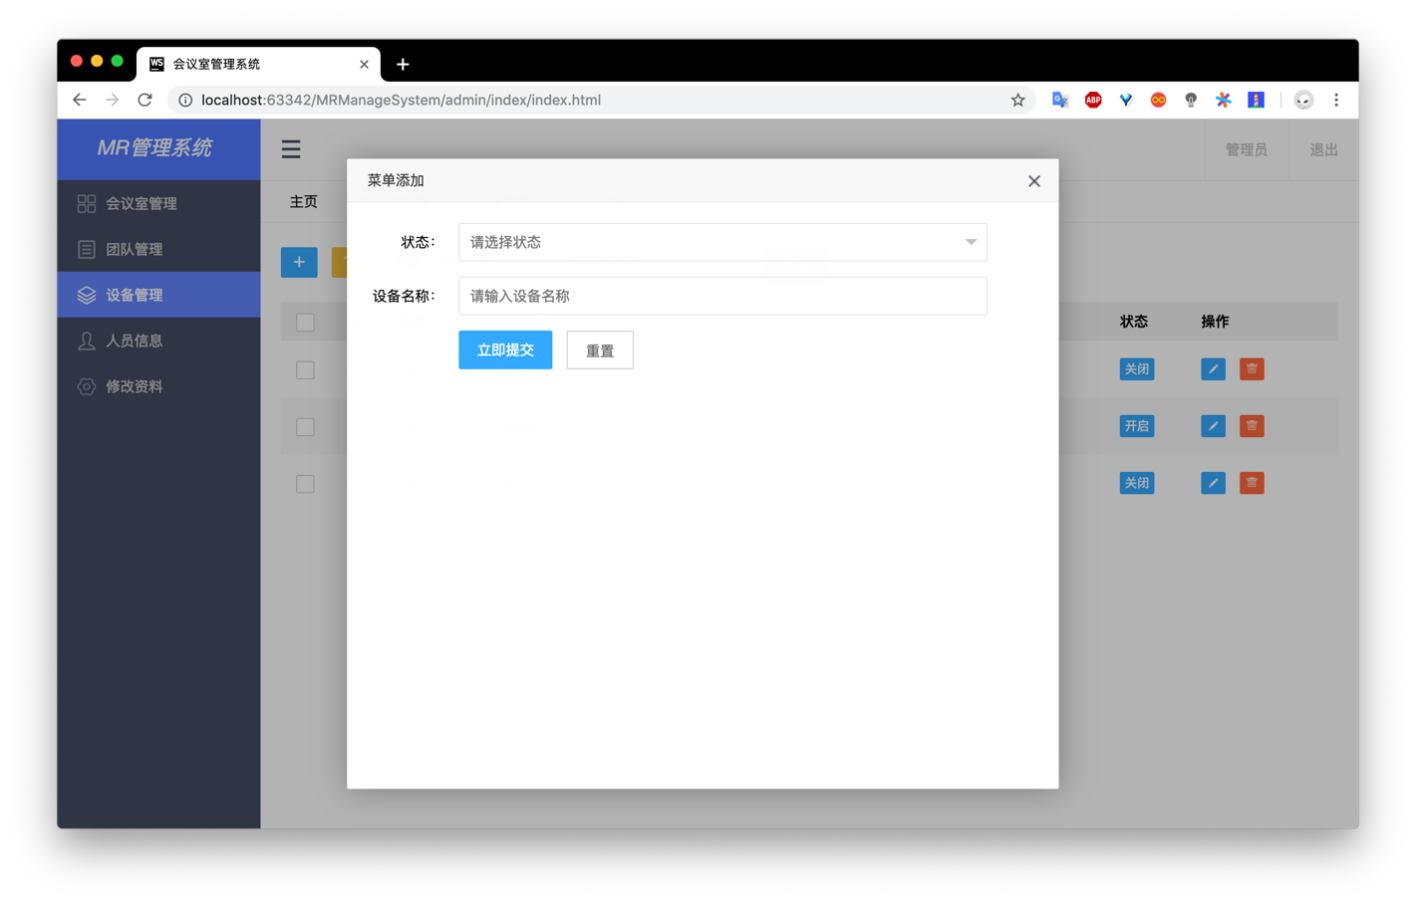 会议室管理系统
localhost:63342/MRManageSystem/admin/index/index.html
ABP
MR管理系统
管理员
退出
会议室管理
团队管理
设备管理
人员信息
修改资料
主页
菜单添加
状态:
请选择状态
设备名称:
请输入设备名称
立即提交
重置
状态
操作
关闭
开启
关闭